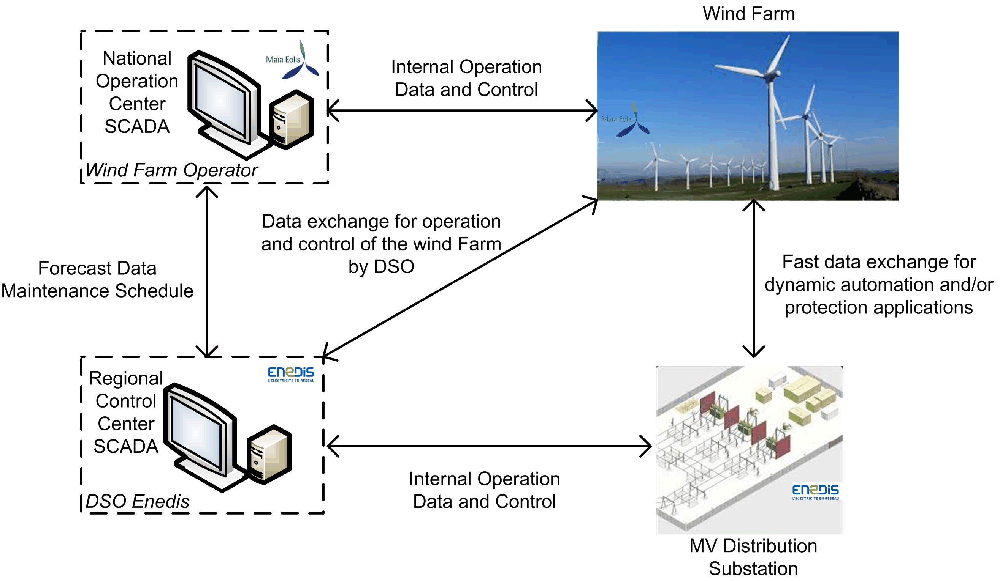 Wind Farm
National
Operation
Center
SCADA
Maïa Eolis
Wind Farm Operator
Internal Operation
Data and Control
Maïa Eolis
Data exchange for operation
and control of the wind Farm
by DSO
Forecast Data
Maintenance Schedule
Fast data exchange for
dynamic automation and/or
protection applications
Regional
Control
Center
SCADA
ENEDIS
L'ELECTRICITE EN RESEAU
DSO Enedis
Internal Operation
Data and Control
ENEDIS
L'ELECTRICITE EN RESEAU
MV Distribution
Substation